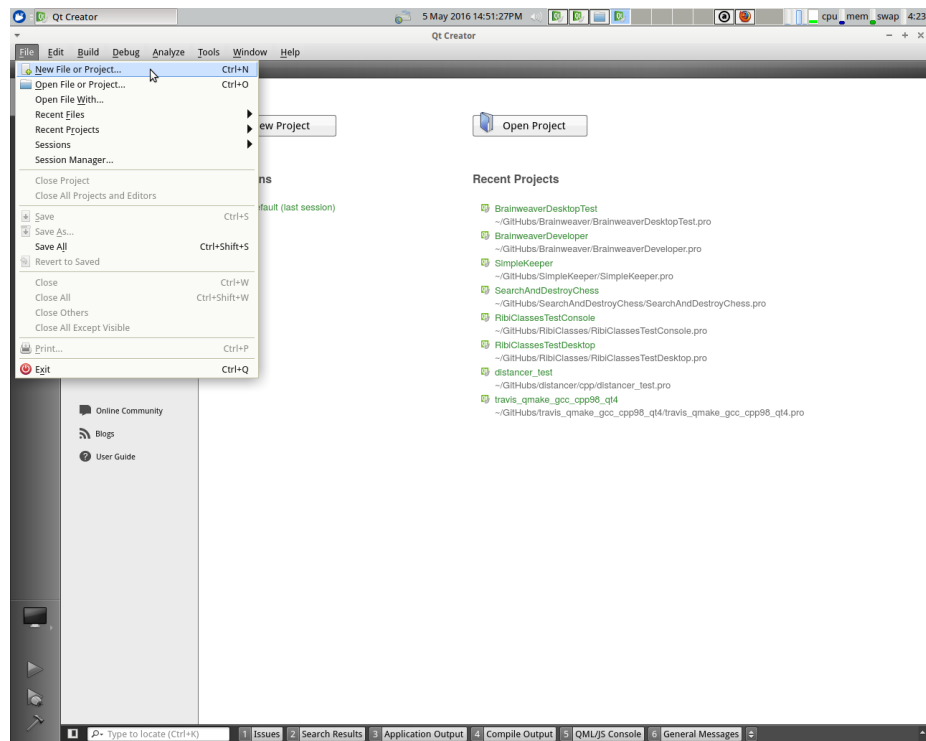 Qt Creator 5 May 2016 14:51:27PM cpu mem swap 4:23
Qt Creator
File Edit Build Debug Analyze Tools Window Help
New File or Project... Ctrl+N
Open File or Project... Ctrl+O
Open File With...
Recent Files
Recent Projects
Sessions
Session Manager...
Close Project
Close All Projects and Editors
Save Ctrl+S
Save As...
Save All Ctrl+Shift+S
Revert to Saved
Close Ctrl+W
Close All Ctrl+Shift+W
Close Others
Close All Except Visible
Print... Ctrl+P
Exit Ctrl+Q
ew Project
Open Project
ns
fault (last session)
Recent Projects
BrainweaverDesktopTest
~/GitHubs/Brainweaver/BrainweaverDesktopTest.pro
BrainweaverDeveloper
~/GitHubs/Brainweaver/BrainweaverDeveloper.pro
SimpleKeeper
~/GitHubs/SimpleKeeper/SimpleKeeper.pro
SearchAndDestroyChess
~/GitHubs/SearchAndDestroyChess/SearchAndDestroyChess.pro
RibiClassesTestConsole
~/GitHubs/RibiClasses/RibiClassesTestConsole.pro
RibiClassesTestDesktop
~/GitHubs/RibiClasses/RibiClassesTestDesktop.pro
distancer_test
~/GitHubs/distancer/cpp/distancer_test.pro
travis_qmake_gcc_cpp98_qt4
~/GitHubs/travis_qmake_gcc_cpp98_qt4/travis_qmake_gcc_cpp98_qt4.pro
Online Community
Blogs
User Guide
Type to locate (Ctrl+K) 1 Issues 2 Search Results 3 Application Output 4 Compile Output 5 QML/JS Console 6 General Messages